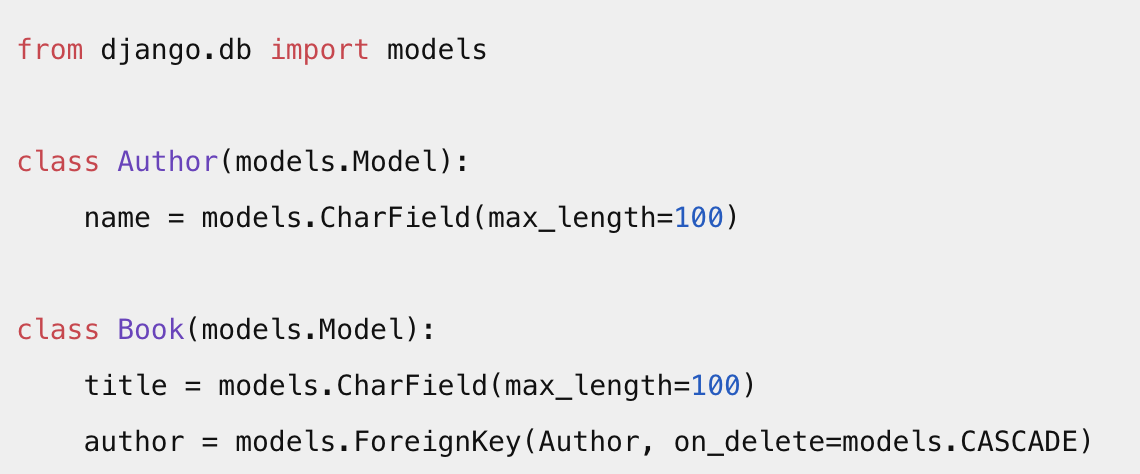 from django.db import models
class Author(models.Model):
    name = models.CharField(max_length=100)
class Book(models.Model):
    title = models.CharField(max_length=100)
    author = models.ForeignKey(Author, on_delete=models.CASCADE)